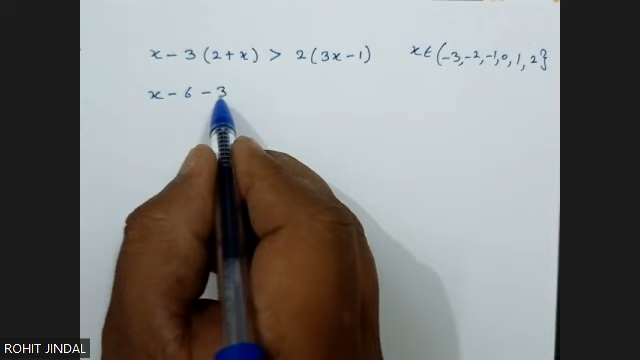 x - 3 (2 + x) > 2 (3x - 1) x ∈ (-3, -2, -1, 0, 1, 2}
x - 6 - 3
ROHIT JINDAL